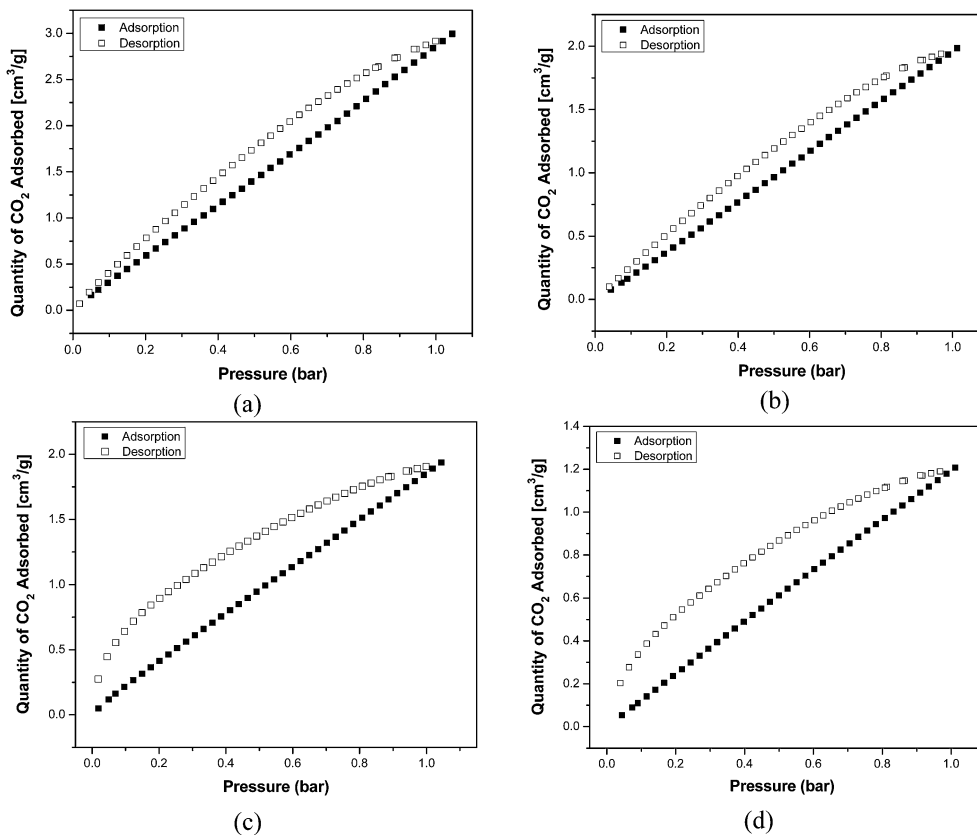 Adsorption
Desorption
3.0
2.5
2.0
1.5
1.0
0.5
0.0
Quantity of CO2 Adsorbed [cm3/g]
0.0 0.2 0.4 0.6 0.8 1.0
Pressure (bar)
(a)
Adsorption
Desorption
2.0
1.5
1.0
0.5
0.0
Quantity of CO2 Adsorbed [cm3/g]
0.0 0.2 0.4 0.6 0.8 1.0
Pressure (bar)
(b)
Adsorption
Desorption
2.0
1.5
1.0
0.5
0.0
Quantity of CO2 Adsorbed [cm3/g]
0.0 0.2 0.4 0.6 0.8 1.0
Pressure (bar)
(c)
Adsorption
Desorption
1.4
1.2
1.0
0.8
0.6
0.4
0.2
0.0
Quantity of CO2 Adsorbed [cm3/g]
0.0 0.2 0.4 0.6 0.8 1.0
Pressure (bar)
(d)